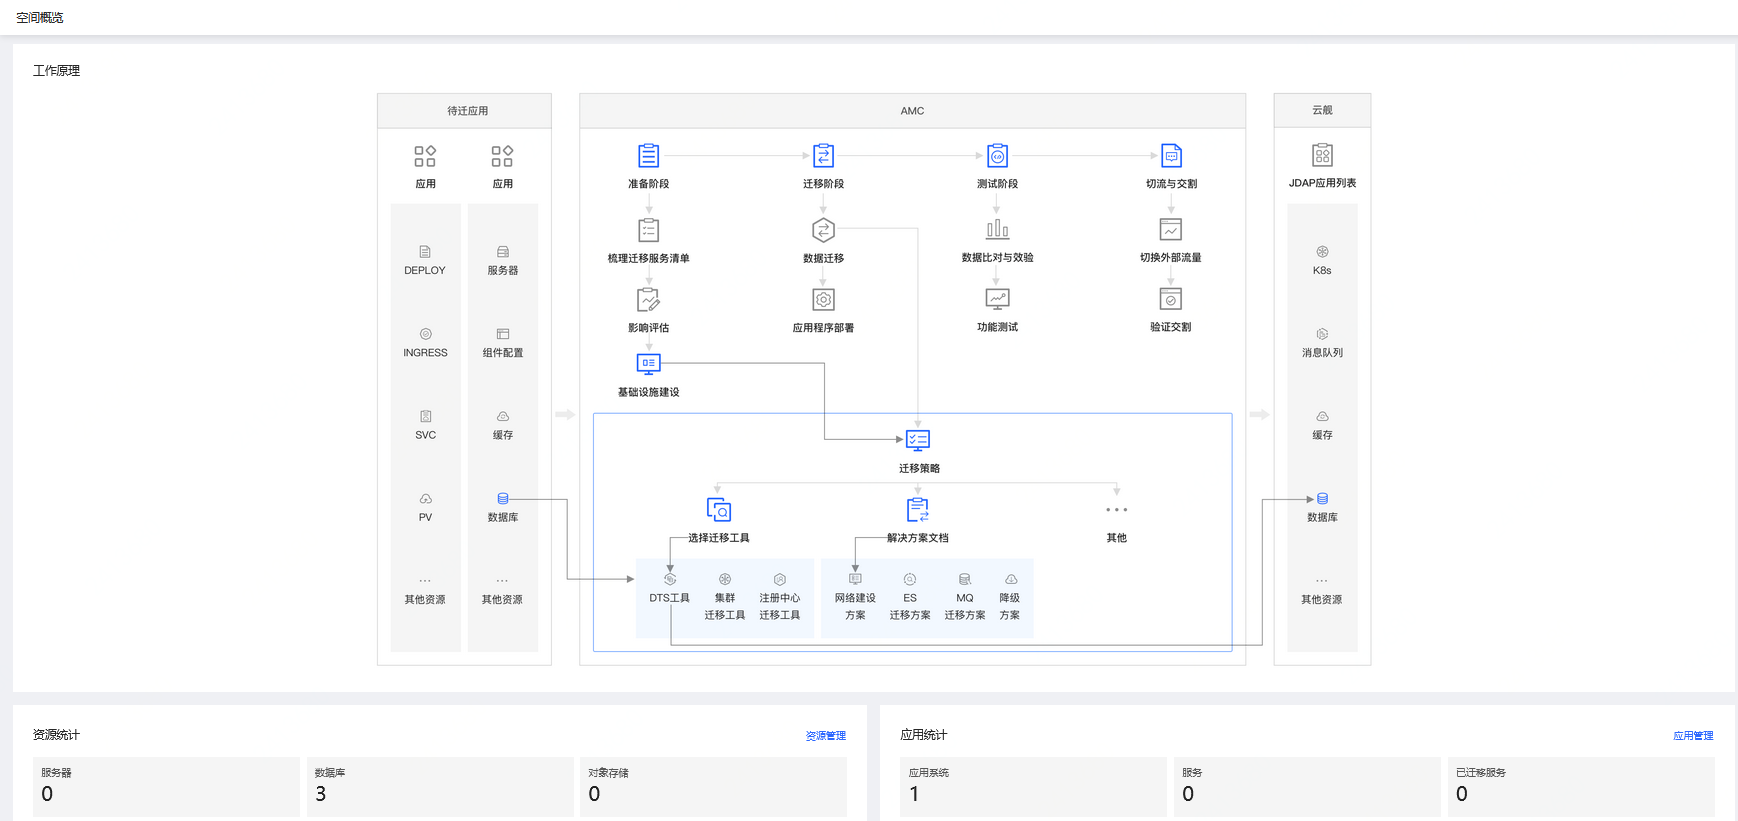 空间概览
工作原理
待迁应用
AMC
云舰
应用
应用
准备阶段
迁移阶段
测试阶段
切流与交割
JDAP应用列表
DEPLOY
服务器
梳理迁移服务清单
数据迁移
数据比对与效验
切换外部流量
K8s
INGRESS
组件配置
影响评估
应用程序部署
功能测试
验证交割
消息队列
基础设施建设
SVC
缓存
缓存
迁移策略
PV
数据库
数据库
选择迁移工具
解决方案文档
其他
其他资源
其他资源
其他资源
DTS工具
集群
迁移工具
注册中心
迁移工具
网络建设
方案
ES
迁移方案
MQ
迁移方案
降级
方案
资源统计
资源管理
服务器
0
数据库
3
对象存储
0
应用统计
应用管理
应用系统
1
服务
0
已迁移服务
0